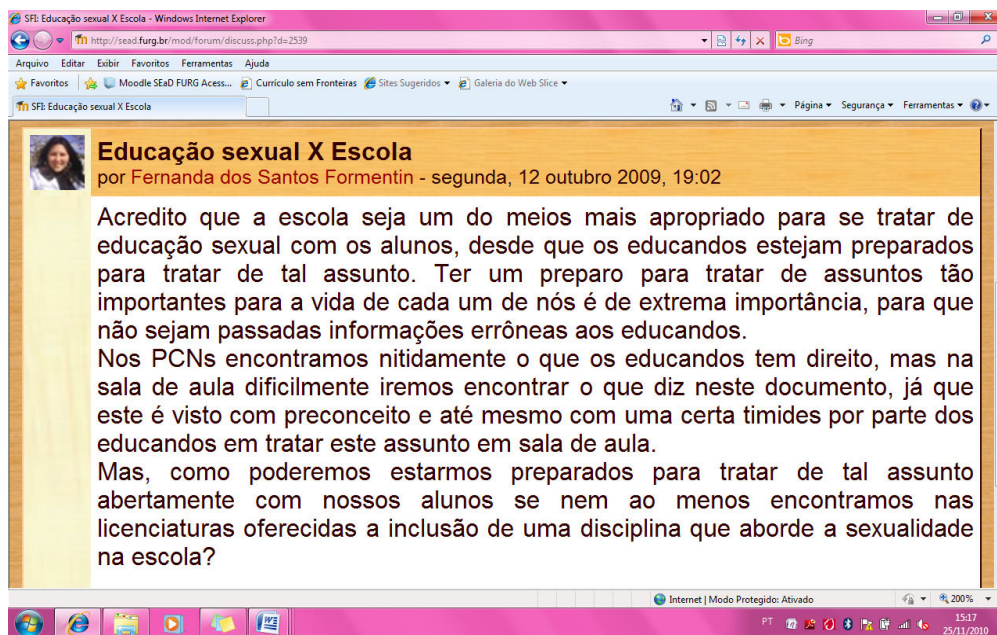 SFI: Educação sexual X Escola - Windows Internet Explorer
http://sead.furg.br/mod/forum/discuss.php?d=2539
Bing
Arquivo Editar Exibir Favoritos Ferramentas Ajuda
Favoritos Moodle SEaD FURG Acess... Currículo sem Fronteiras Sites Sugeridos Galeria do Web Slice
SFI: Educação sexual X Escola Página Segurança Ferramentas
Educação sexual X Escola
por Fernanda dos Santos Formentin - segunda, 12 outubro 2009, 19:02
Acredito que a escola seja um do meios mais apropriado para se tratar de
educação sexual com os alunos, desde que os educandos estejam preparados
para tratar de tal assunto. Ter um preparo para tratar de assuntos tão
importantes para a vida de cada um de nós é de extrema importância, para que
não sejam passadas informações errôneas aos educandos.
Nos PCNs encontramos nitidamente o que os educandos tem direito, mas na
sala de aula dificilmente iremos encontrar o que diz neste documento, já que
este é visto com preconceito e até mesmo com uma certa timides por parte dos
educandos em tratar este assunto em sala de aula.
Mas, como poderemos estarmos preparados para tratar de tal assunto
abertamente com nossos alunos se nem ao menos encontramos nas
licenciaturas oferecidas a inclusão de uma disciplina que aborde a sexualidade
na escola?
Internet | Modo Protegido: Ativado 200%
PT 15:17
25/11/2010